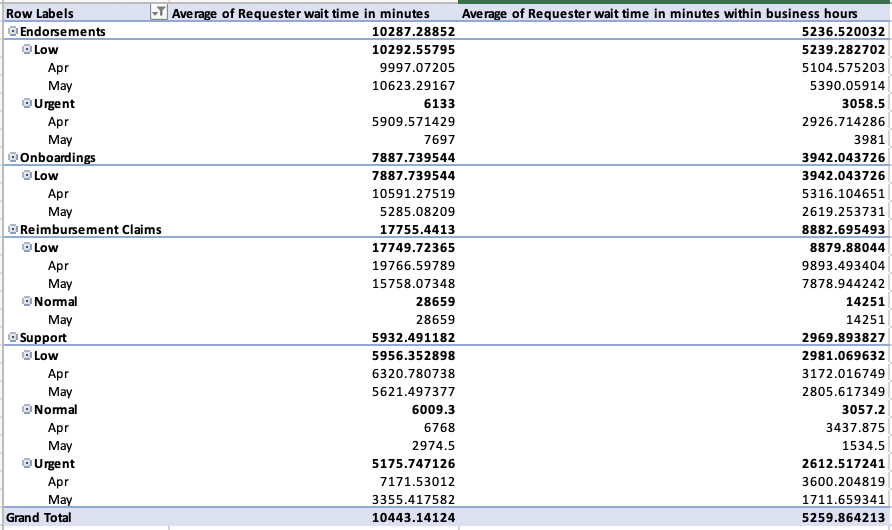 Row Labels Average of Requester wait time in minutes Average of Requester wait time in minutes within business hours
Endorsements 10287.28852 5236.520032
Low 10292.55795 5239.282702
Apr 9997.07205 5104.575203
May 10623.29167 5390.05914
Urgent 6133 3058.5
Apr 5909.571429 2926.714286
May 7697 3981
Onboardings 7887.739544 3942.043726
Low 7887.739544 3942.043726
Apr 10591.27519 5316.104651
May 5285.08209 2619.253731
Reimbursement Claims 17755.4413 8882.695493
Low 17749.72365 8879.88044
Apr 19766.59789 9893.493404
May 15758.07348 7878.944242
Normal 28659 14251
May 28659 14251
Support 5932.491182 2969.893827
Low 5956.352898 2981.069632
Apr 6320.780738 3172.016749
May 5621.497377 2805.617349
Normal 6009.3 3057.2
Apr 6768 3437.875
May 2974.5 1534.5
Urgent 5175.747126 2612.517241
Apr 7171.53012 3600.204819
May 3355.417582 1711.659341
Grand Total 10443.14124 5259.864213